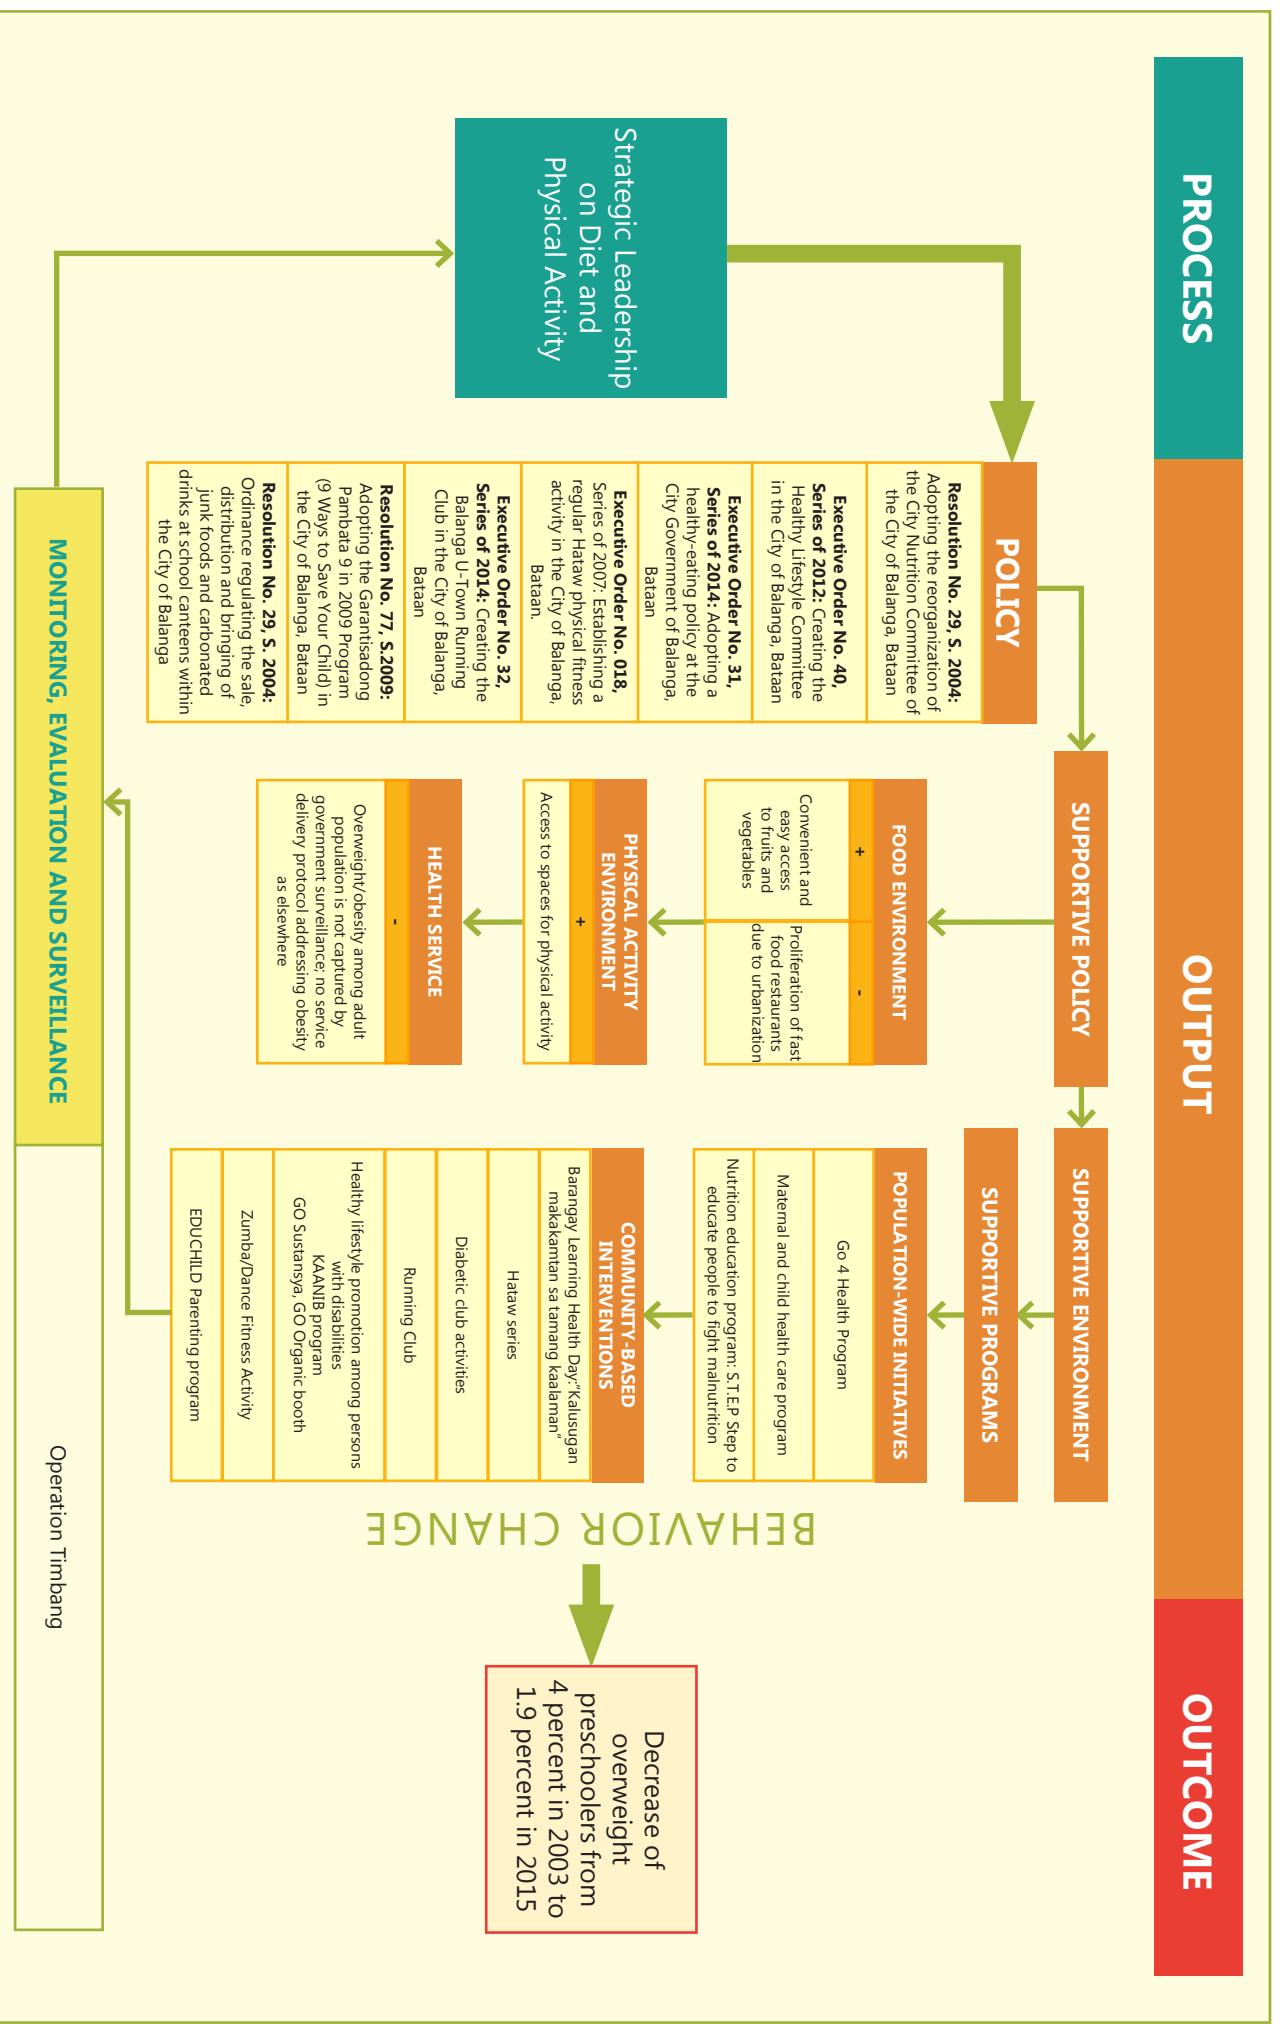 PROCESS
OUTPUT
OUTCOME
Strategic Leadership
on Diet and
Physical Activity
POLICY
Resolution No. 29, S. 2004:
Adopting the reorganization of
the City Nutrition Committee of
the City of Balanga, Bataan
Executive Order No. 40,
Series of 2012: Creating the
Healthy Lifestyle Committee
in the City of Balanga, Bataan
Executive Order No. 31,
Series of 2014: Adopting a
healthy-eating policy at the
City Government of Balanga,
Bataan
Executive Order No. 018,
Series of 2007: Establishing a
regular Hataw physical fitness
activity in the City of Balanga,
Bataan.
Executive Order No. 32,
Series of 2014: Creating the
Balanga U-Town Running
Club in the City of Balanga,
Bataan
Resolution No. 77, S.2009:
Adopting the Garantisadong
Pambata 9 in 2009 Program
(9 Ways to Save Your Child) in
the City of Balanga, Bataan
Resolution No. 29, S. 2004:
Ordinance regulating the sale,
distribution and bringing of
junk foods and carbonated
drinks at school canteens within
the City of Balanga
SUPPORTIVE POLICY
FOOD ENVIRONMENT
+
-
Convenient and
easy access
to fruits and
vegetables
Proliferation of fast
food restaurants
due to urbanization
PHYSICAL ACTIVITY
ENVIRONMENT
+
Access to spaces for physical activity
HEALTH SERVICE
-
Overweight/obesity among adult
population is not captured by
government surveillance; no service
delivery protocol addressing obesity
as elsewhere
SUPPORTIVE ENVIRONMENT
SUPPORTIVE PROGRAMS
POPULATION-WIDE INITIATIVES
Go 4 Health Program
Maternal and child health care program
Nutrition education program: S.T.E.P Step to
educate people to fight malnutrition
COMMUNITY-BASED
INTERVENTIONS
Barangay Learning Health Day:"Kalusugan
makakamtan sa tamang kaalaman"
Hataw series
Diabetic club activities
Running Club
Healthy lifestyle promotion among persons
with disabilities
KAANIB program
GO Sustansya, GO Organic booth
Zumba/Dance Fitness Activity
EDUCHILD Parenting program
BEHAVIOR CHANGE
Decrease of
overweight
preschoolers from
4 percent in 2003 to
1.9 percent in 2015
MONITORING, EVALUATION AND SURVEILLANCE
Operation Timbang